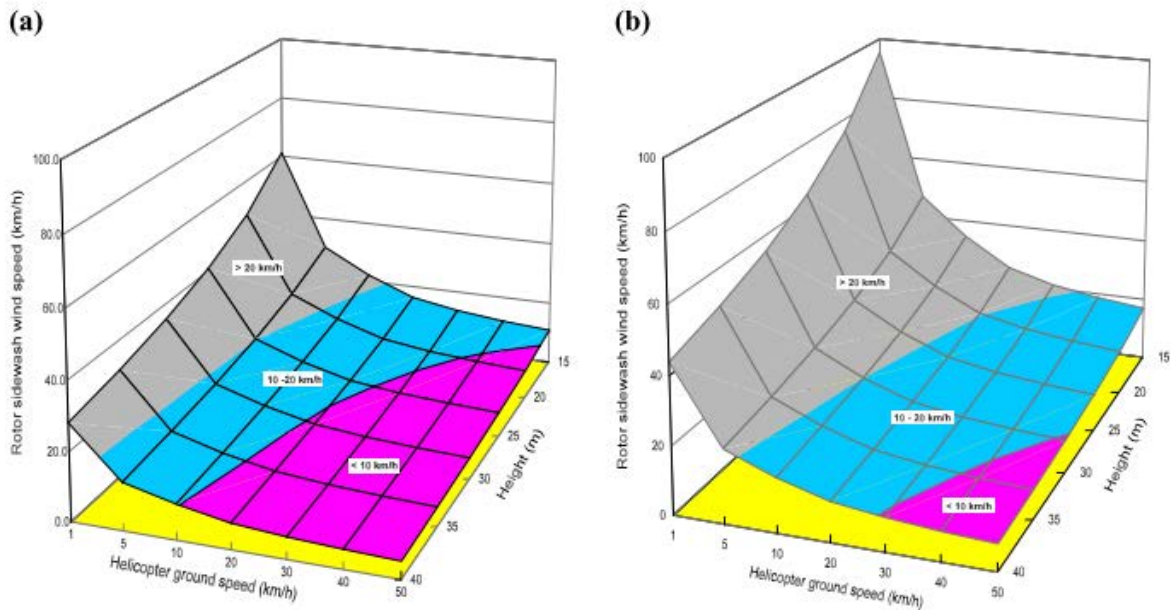 (a)
Rotor sidewash wind speed (km/h)
100.0
80.0
60.0
40.0
20.0
0.0
> 20 km/h
10 -20 km/h
< 10 km/h
1
5
10
20
30
40
50
Helicopter ground speed (km/h)
15
20
25
30
35
40
Height (m)
(b)
Rotor sidewash wind speed (km/h)
100
80
60
40
20
0
> 20 km/h
10 - 20 km/h
< 10 km/h
1
5
10
20
30
40
50
Helicopter ground speed (km/h)
15
20
25
30
35
40
Height (m)